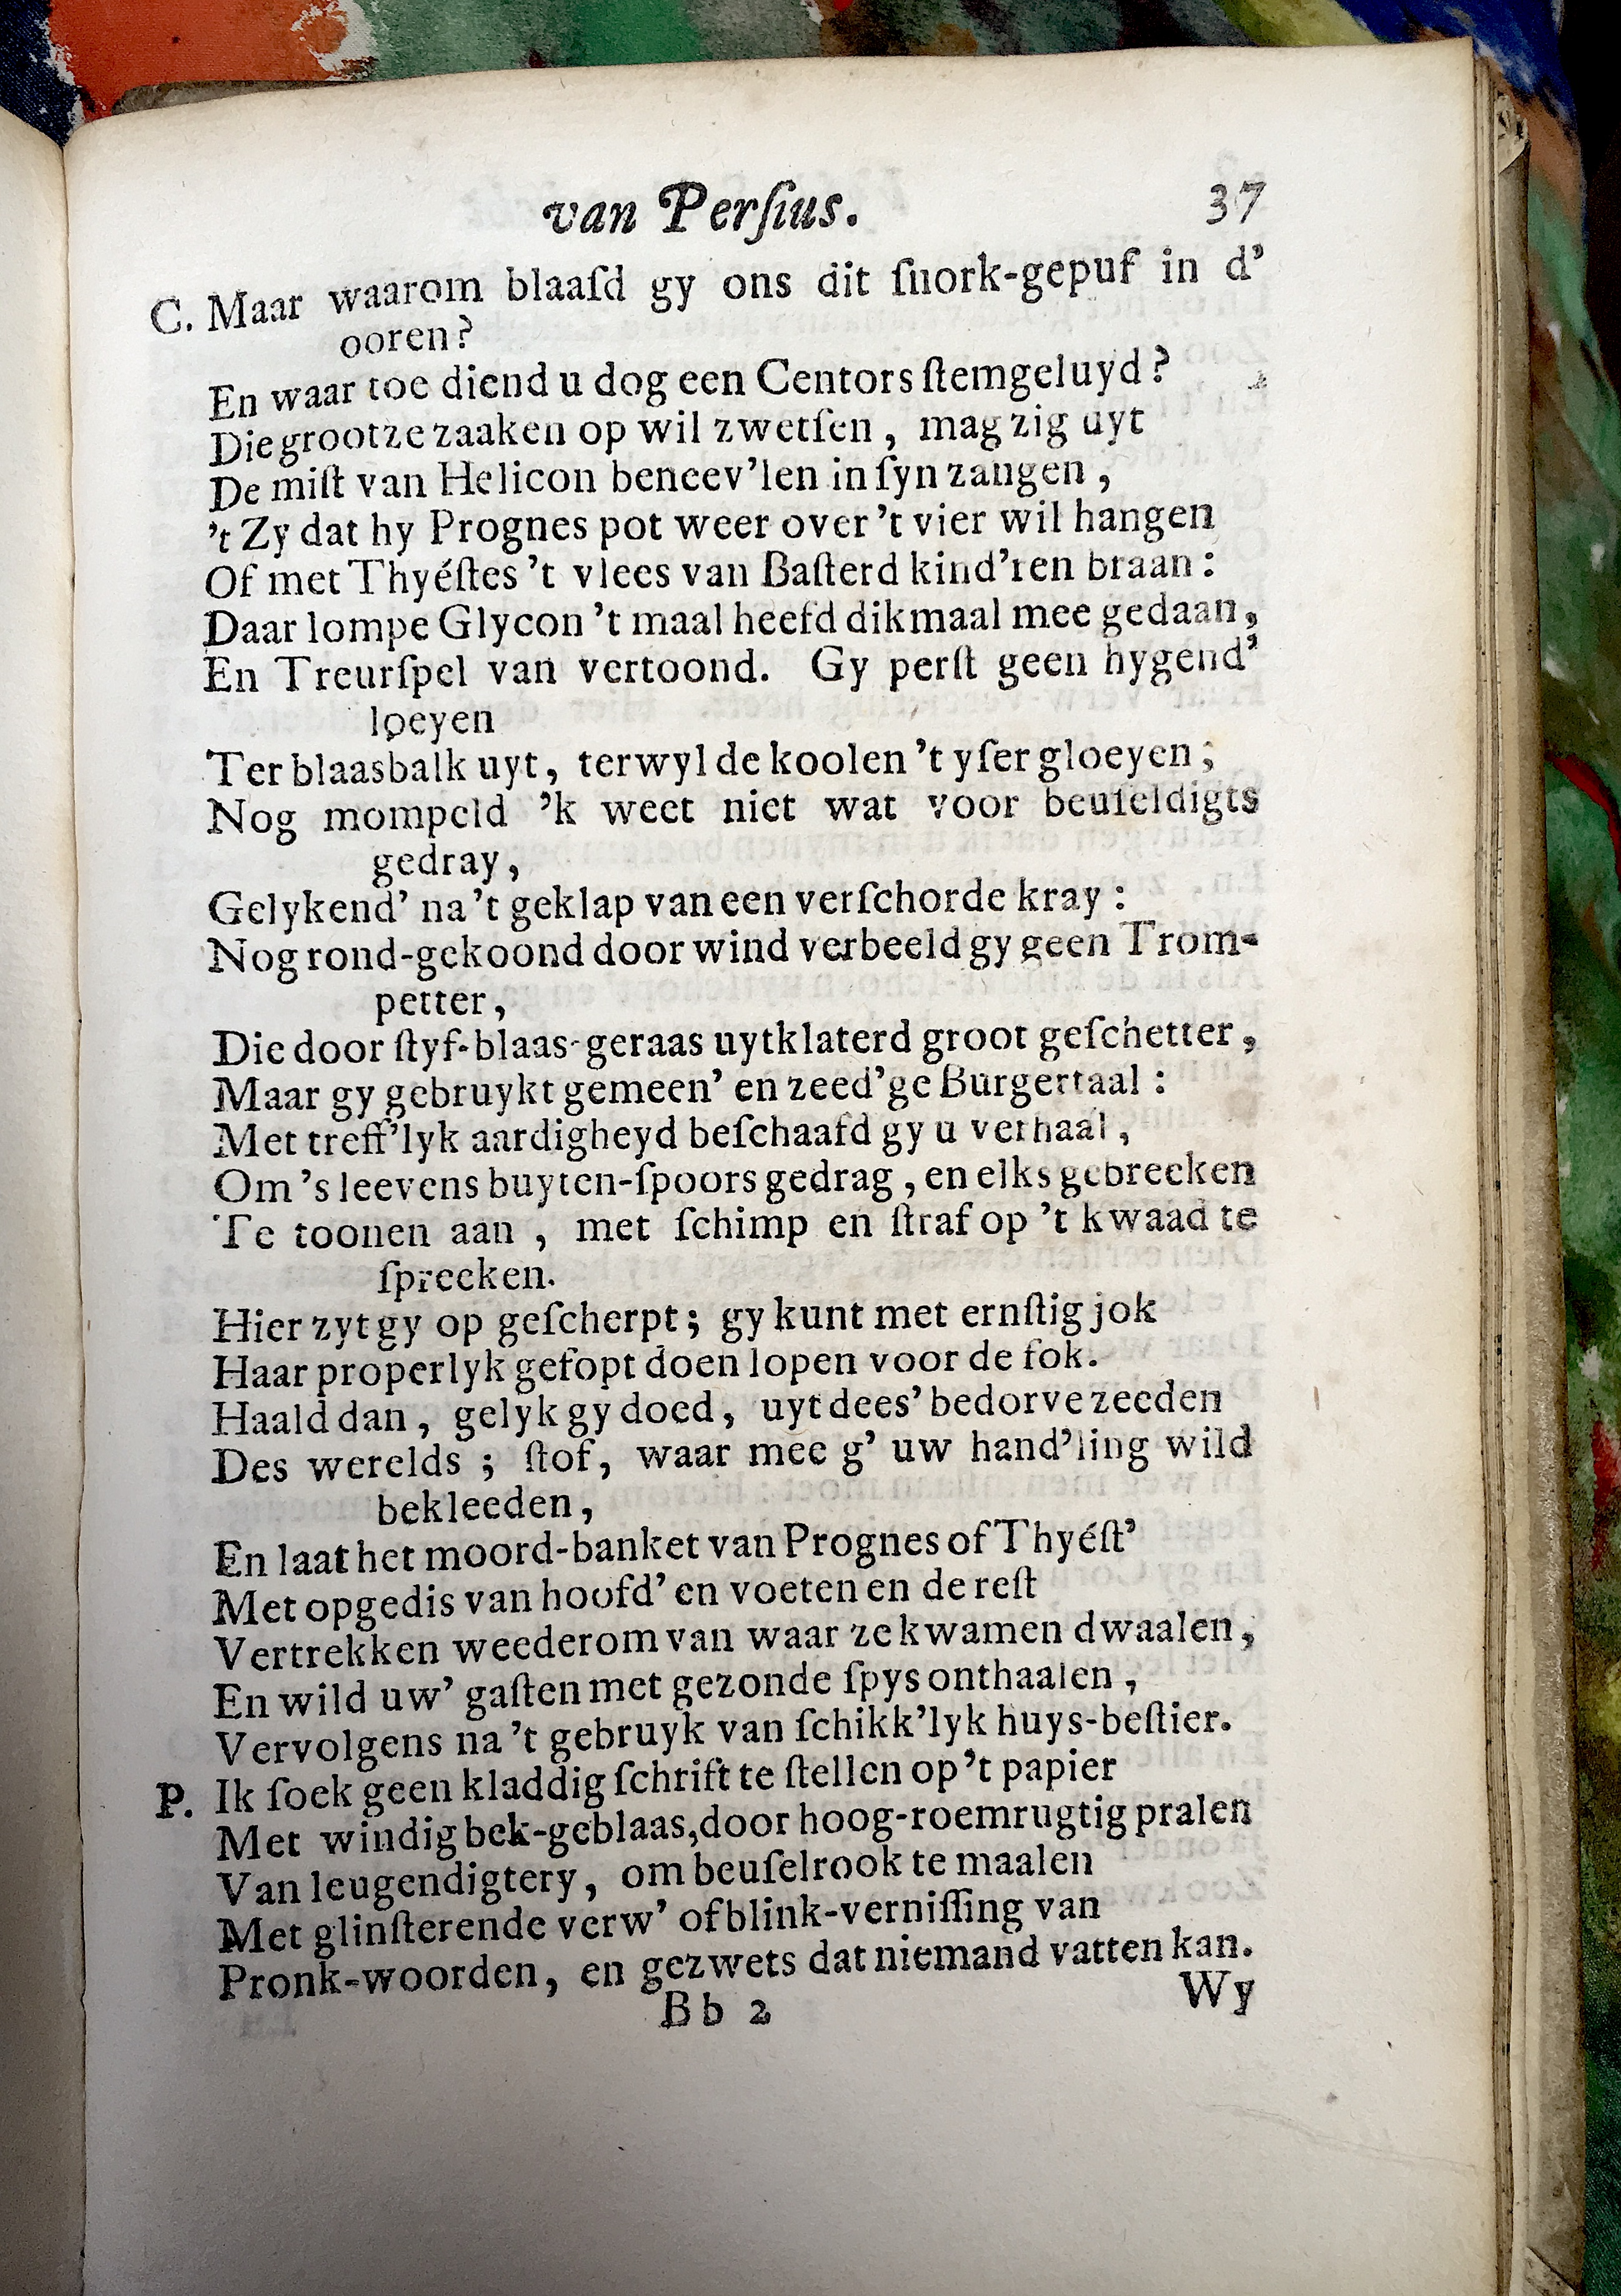 van Perſius. 37
C. Maar waarom blaaſd gy ons dit ſnork-gepuf in d'
ooren?
En waar toe diend u dog een Centors ſtemgeluyd?
Die grootze zaaken op wil zwetſen, mag zig uyt
De miſt van Helicon beneev'len in ſyn zangen,
't Zy dat hy Prognes pot weer over 't vier wil hangen
Of met Thyéſtes 't vlees van Baſterd kind'ren braan:
Daar lompe Glycon 't maal heefd dikmaal mee gedaan,
En Treurſpel van vertoond. Gy perſt geen hygend'
loeyen
Ter blaasbalk uyt, terwyl de koolen 't yſer gloeyen;
Nog mompeld 'k weet niet wat voor beuſeldigts
gedray,
Gelykend' na 't geklap van een verſchorde kray:
Nog rond-gekoond door wind verbeeld gy geen Trom-
petter,
Die door ſtyf-blaas-geraas uytklaterd groot geſchetter,
Maar gy gebruykt gemeen' en zeed'ge Burgertaal:
Met treff'lyk aardigheyd beſchaafd gy u verhaal,
Om 's leevens buyten-ſpoors gedrag, en elks gebreeken
Te toonen aan, met ſchimp en ſtraf op 't kwaad te
ſpreeken.
Hier zyt gy op geſcherpt; gy kunt met ernſtig jok
Haar properlyk gefopt doen lopen voor de fok.
Haald dan, gelyk gy doed, uyt dees' bedorve zeeden
Des werelds; ſtof, waar mee g' uw hand'ling wild
bekleeden,
En laat het moord-banket van Prognes of Thyéſt'
Met opgedis van hoofd' en voeten en de reſt
Vertrekken weederom van waar ze kwamen dwaalen,
En wild uw' gaſten met gezonde ſpys onthaalen,
Vervolgens na 't gebruyk van ſchikk'lyk huys-beſtier.
P. Ik ſoek geen kladdig ſchrift te ſtellen op 't papier
Met windig bek-geblaas, door hoog-roemrugtig pralen
Van leugendigtery, om beuſelrook te maalen
Met glinſterende verw' of blink-verniſſing van
Pronk-woorden, en gezwets dat niemand vatten kan.
Bb 2 Wy